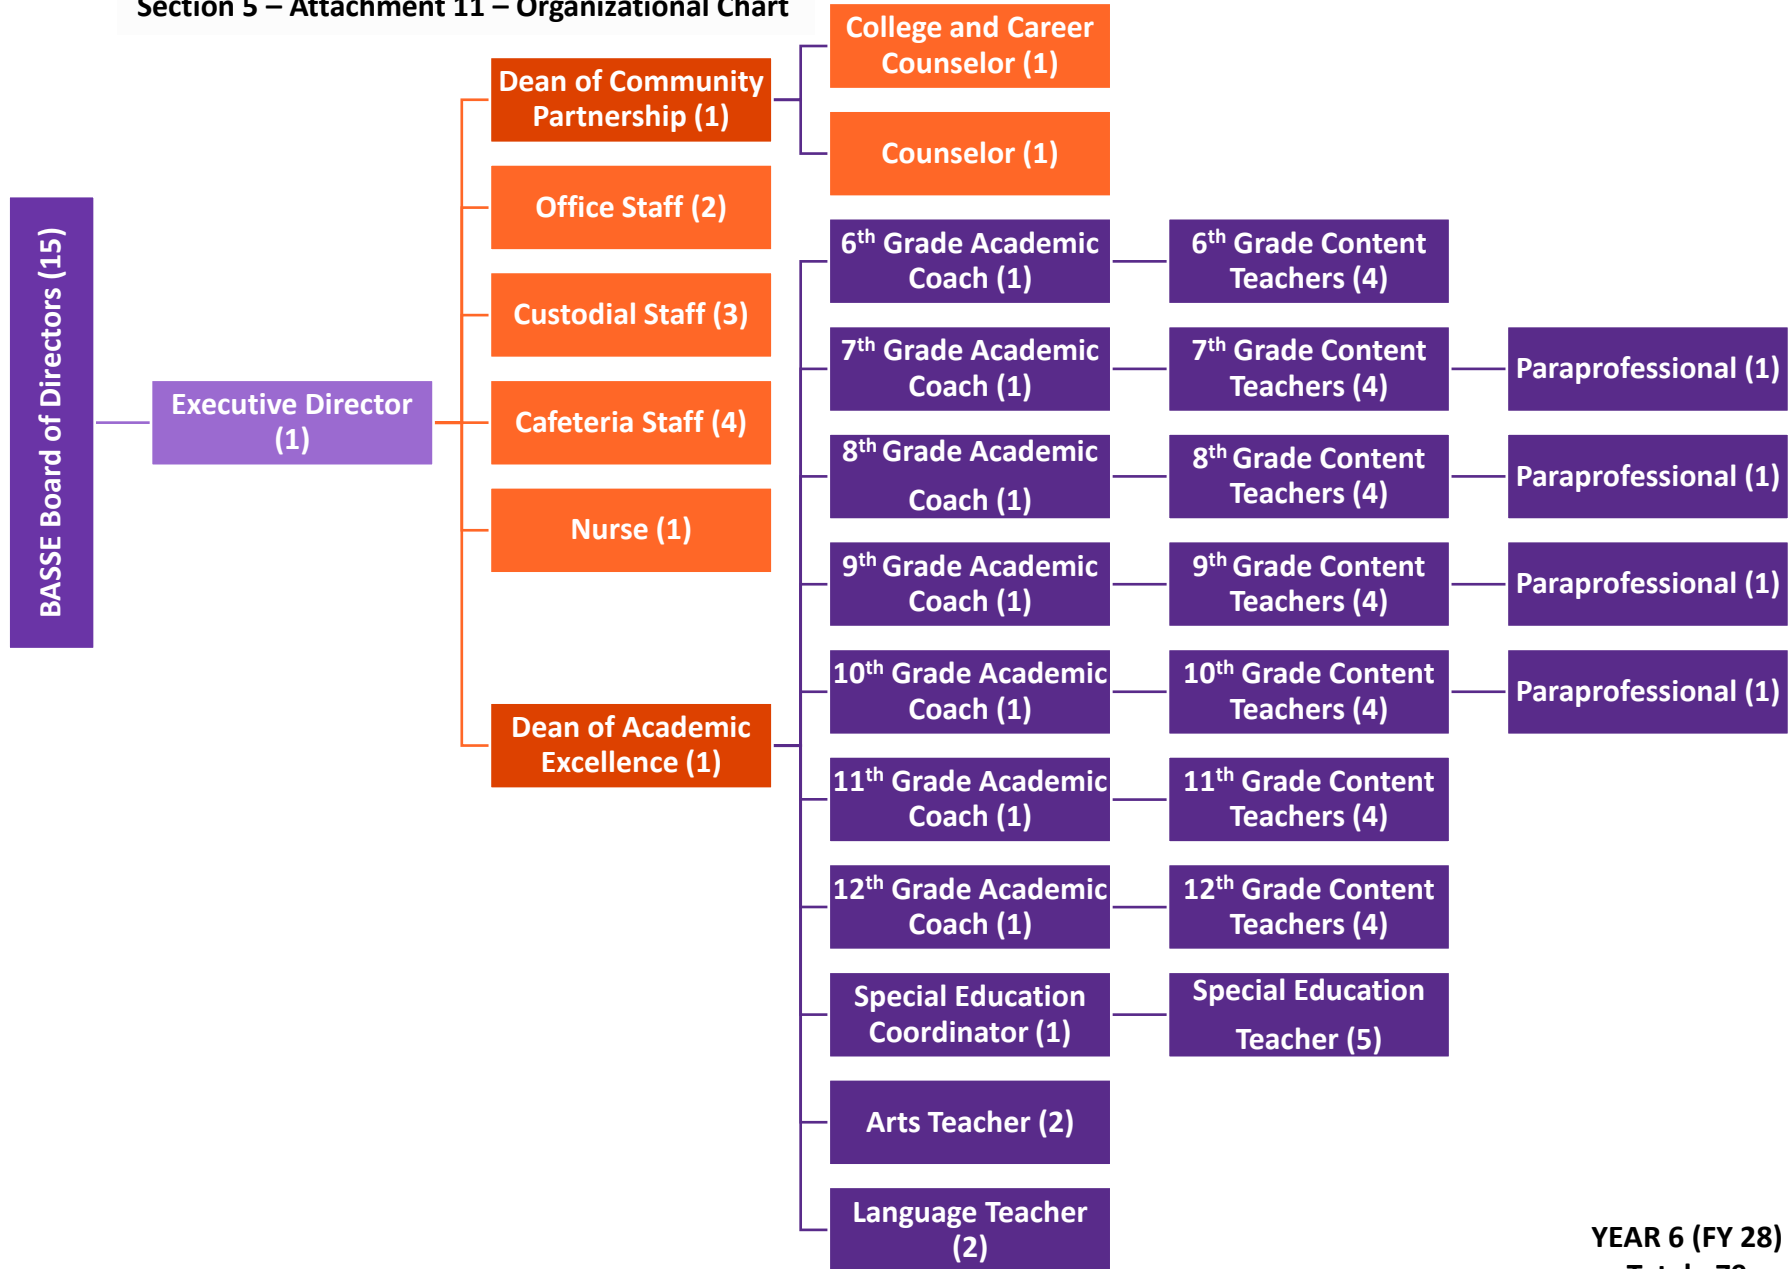 Section 5 – Attachment 11 – Organizational Chart
BASSE Board of Directors (15)
Executive Director
(1)
Dean of Community
Partnership (1)
Office Staff (2)
Custodial Staff (3)
Cafeteria Staff (4)
Nurse (1)
Dean of Academic
Excellence (1)
College and Career
Counselor (1)
Counselor (1)
6th Grade Academic
Coach (1)
6th Grade Content
Teachers (4)
7th Grade Academic
Coach (1)
7th Grade Content
Teachers (4)
Paraprofessional (1)
8th Grade Academic
Coach (1)
8th Grade Content
Teachers (4)
Paraprofessional (1)
9th Grade Academic
Coach (1)
9th Grade Content
Teachers (4)
Paraprofessional (1)
10th Grade Academic
Coach (1)
10th Grade Content
Teachers (4)
Paraprofessional (1)
11th Grade Academic
Coach (1)
11th Grade Content
Teachers (4)
12th Grade Academic
Coach (1)
12th Grade Content
Teachers (4)
Special Education
Coordinator (1)
Special Education
Teacher (5)
Arts Teacher (2)
Language Teacher
(2)
YEAR 6 (FY 28)